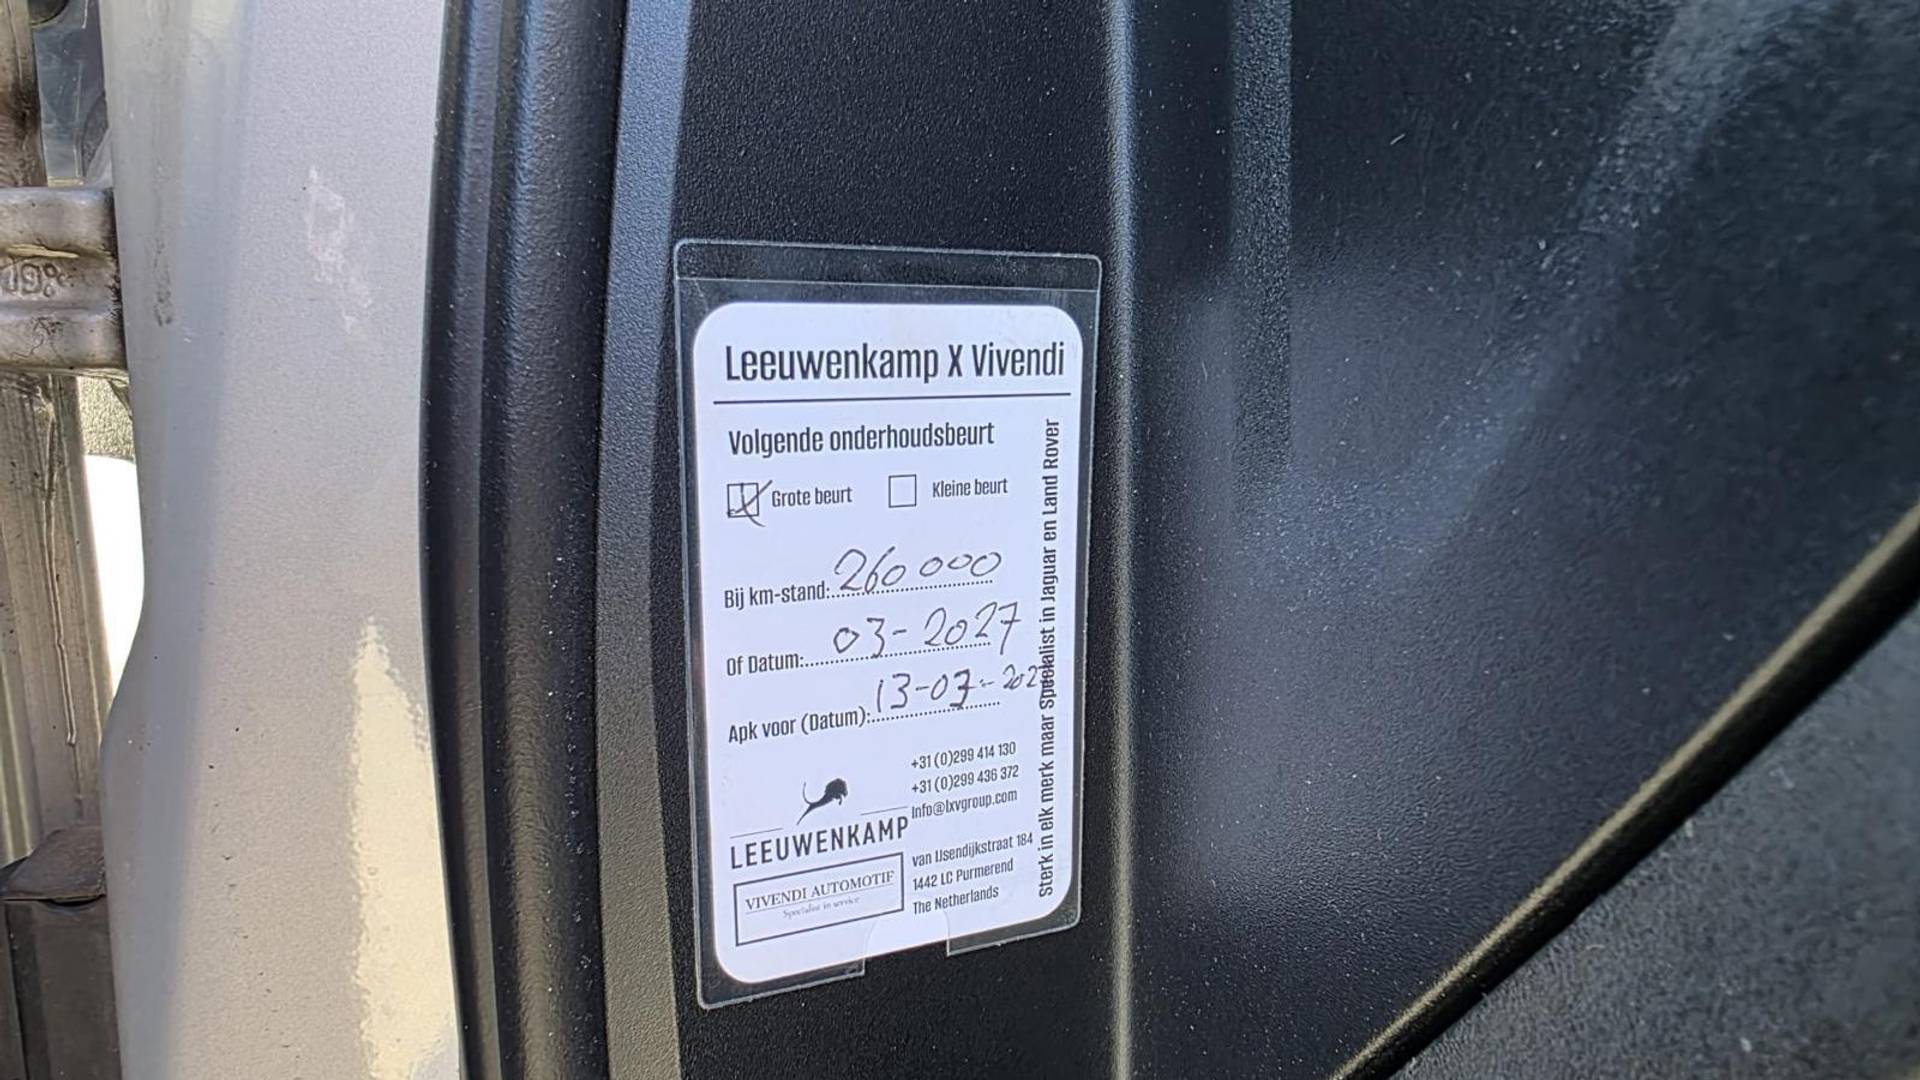 Leeuwenkamp X Vivendi
Volgende onderhoudsbeurt
Grote beurt
Kleine beurt
Bij km-stand: 260 000
Of Datum: 03-2027
Apk voor (Datum):
+31 (0)299 414 130
+31 (0)299 436 372
Info@lxvgroup.com
LEEUWENKAMP
van IJsendijkstraat 184
1442 LC Purmerend
The Netherlands
VIVENDI AUTOMOTIF
Specialist in service
Sterk in elk merk maar Specialist in Jaguar en Land Rover